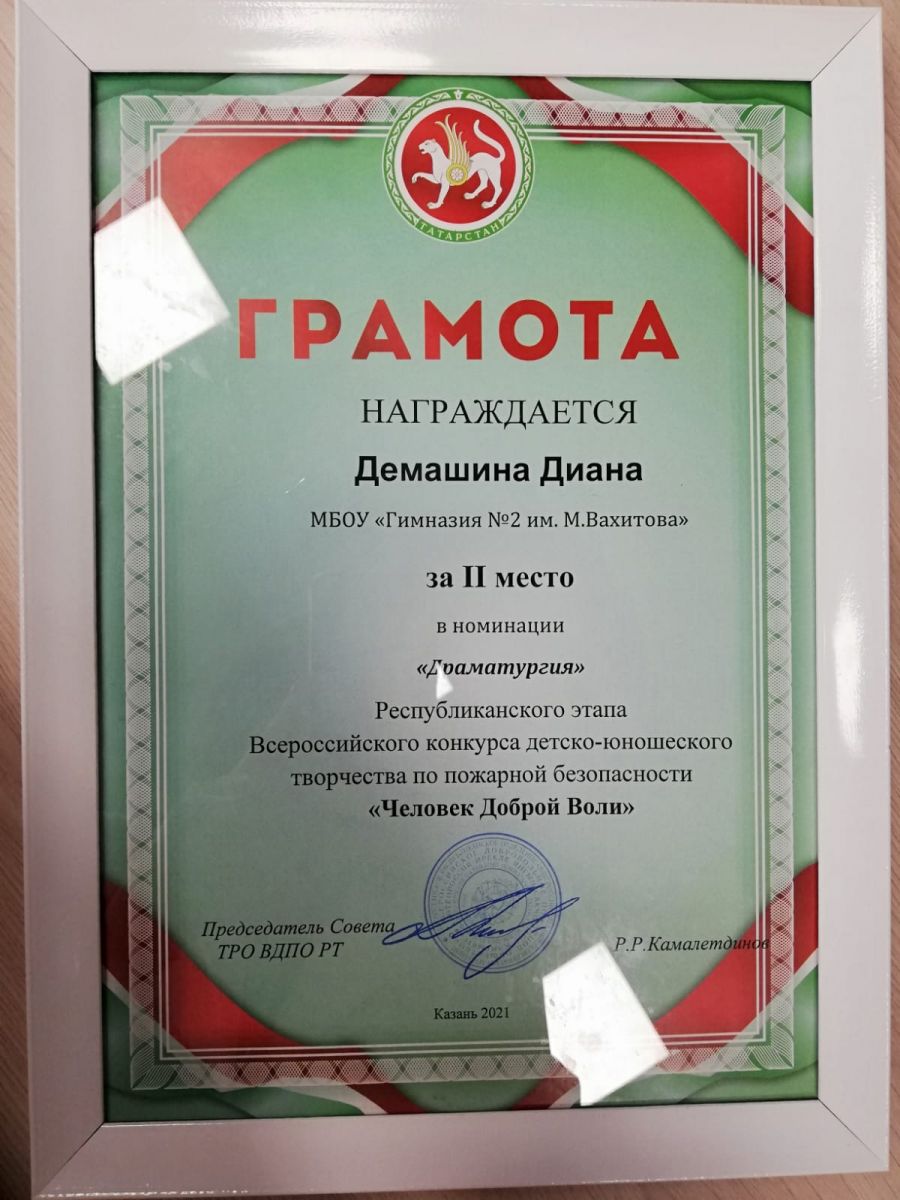 ТАТАРСТАН
ГРАМОТА
НАГРАЖДАЕТСЯ
Демашина Диана
МБОУ «Гимназия №2 им. М.Вахитова»
за II место
в номинации
«Драматургия»
Республиканского этапа
Всероссийского конкурса детско-юношеского
творчества по пожарной безопасности
«Человек Доброй Воли»
Председатель Совета
ТРО ВДПО РТ
Р.Р.Камалетдинов
Казань 2021